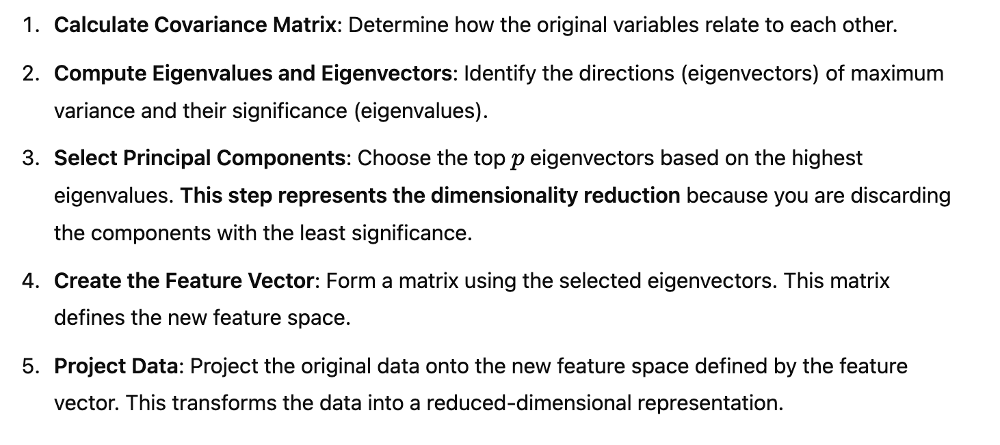 1. Calculate Covariance Matrix: Determine how the original variables relate to each other.
2. Compute Eigenvalues and Eigenvectors: Identify the directions (eigenvectors) of maximum
variance and their significance (eigenvalues).
3. Select Principal Components: Choose the top p eigenvectors based on the highest
eigenvalues. This step represents the dimensionality reduction because you are discarding
the components with the least significance.
4. Create the Feature Vector: Form a matrix using the selected eigenvectors. This matrix
defines the new feature space.
5. Project Data: Project the original data onto the new feature space defined by the feature
vector. This transforms the data into a reduced-dimensional representation.